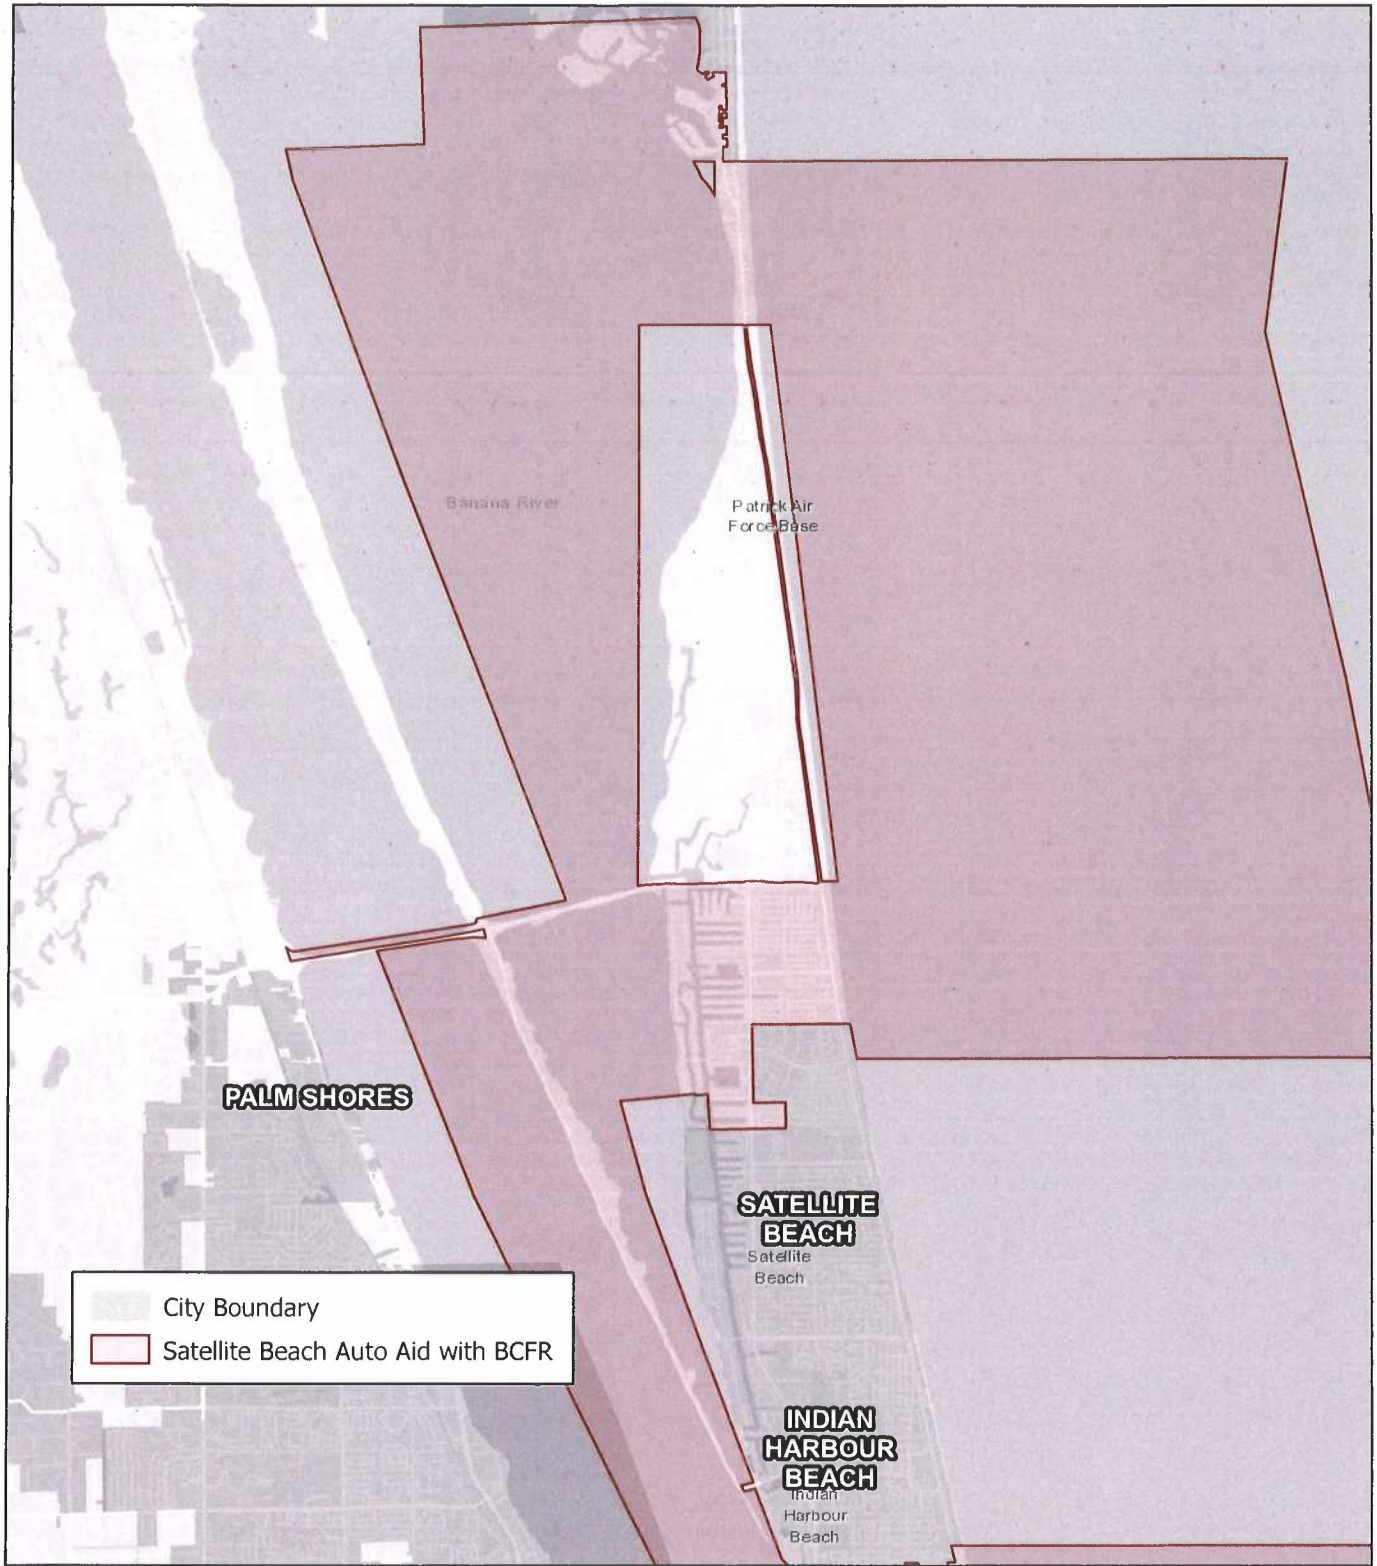 Banana River
Patrick Air
Force Base
PALM SHORES
SATELLITE
BEACH
Satellite
Beach
City Boundary
Satellite Beach Auto Aid with BCFR
INDIAN
HARBOUR
BEACH
Indian
Harbour
Beach